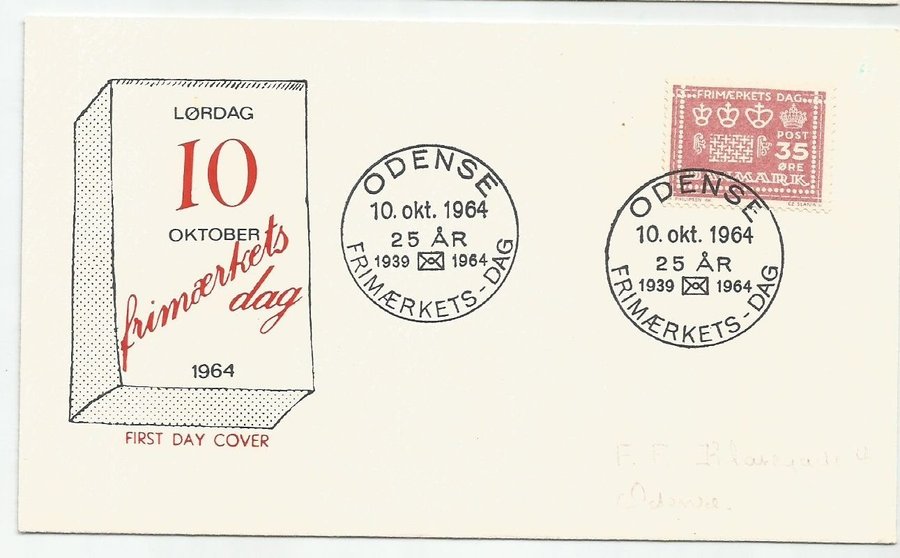 LØRDAG
10
OKTOBER
frimærkets
dag
1964
FIRST DAY COVER
ODENSE
10. okt. 1964
25 ÅR
1939 1964
FRIMÆRKETS-DAG
FRIMÆRKETS DAG
POST
35
ØRE
DANMARK
ODENSE
10. okt. 1964
25 ÅR
1939 1964
FRIMÆRKETS-DAG
F. F.
Odense.